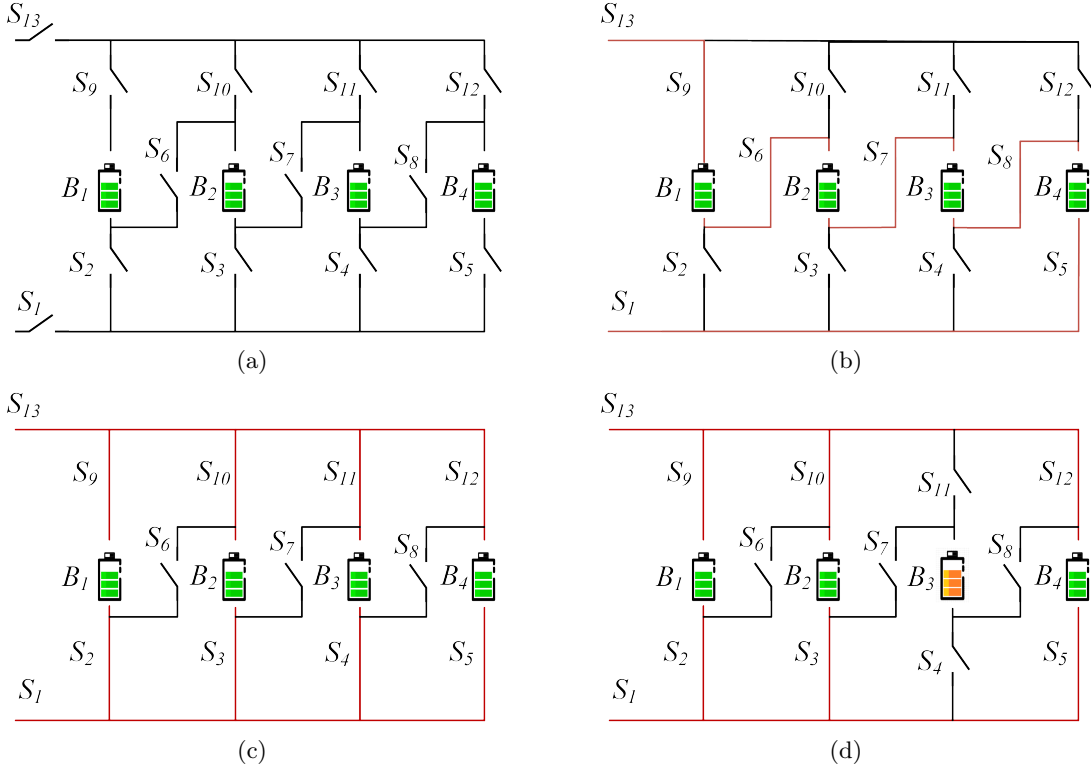 S13 S13
S9 S10 S11 S12 S9 S10 S11 S12
S6 S7 S8 S6 S7 S8
B1 B2 B3 B4 B1 B2 B3 B4
S2 S3 S4 S5 S2 S3 S4 S5
S1 S1
(a) (b)
S13 S13
S9 S10 S11 S12 S9 S10 S11 S12
S6 S7 S8 S6 S7 S8
B1 B2 B3 B4 B1 B2 B3 B4
S2 S3 S4 S5 S2 S3 S4 S5
S1 S1
(c) (d)